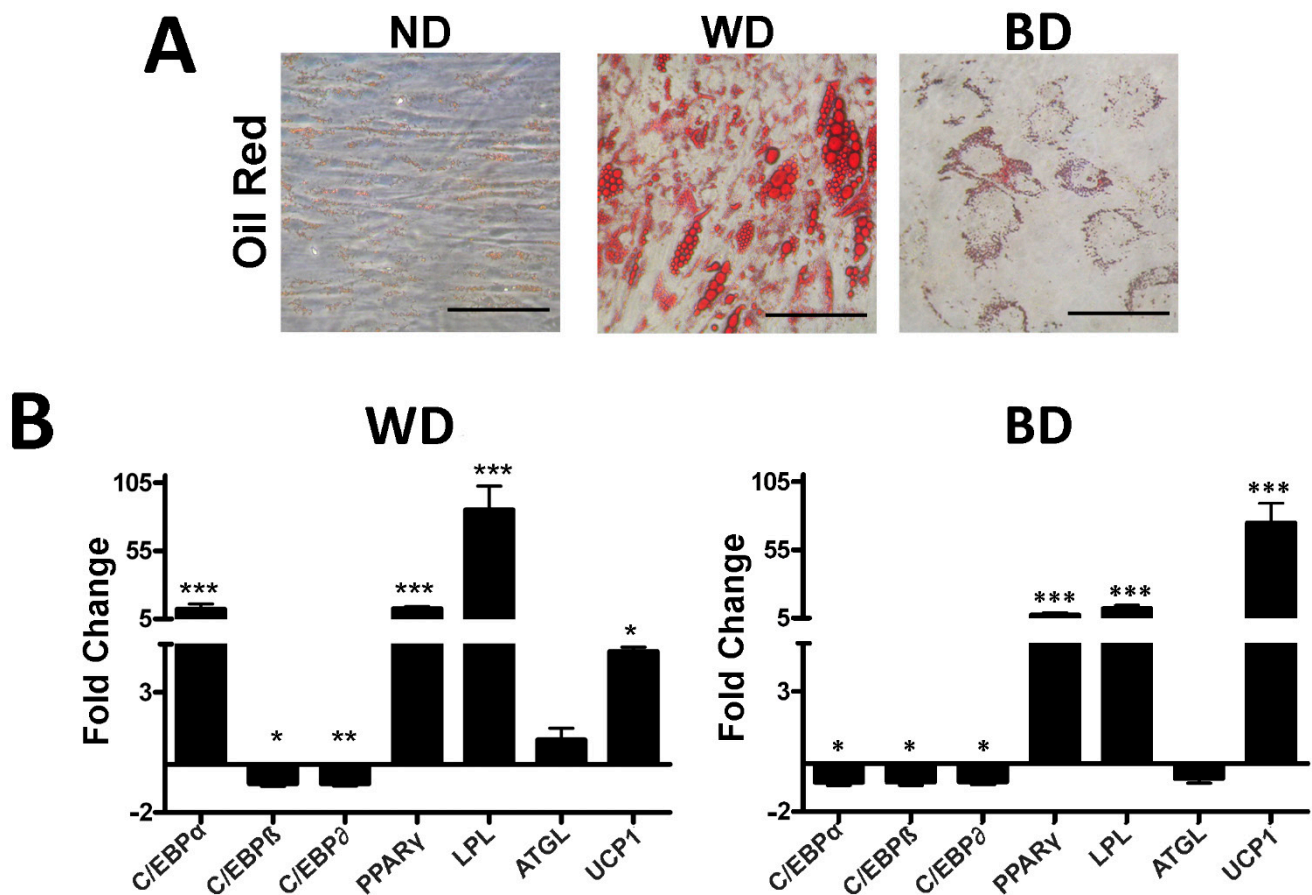 A
ND
WD
BD
Oil Red
B
WD
BD
Fold Change
105
55
5
3
−2
***
*
**
***
***
*
C/EBPα
C/EBPß
C/EBP∂
PPARγ
LPL
ATGL
UCP1
Fold Change
105
55
5
3
−2
*
*
*
***
***
***
C/EBPα
C/EBPß
C/EBP∂
PPARγ
LPL
ATGL
UCP1